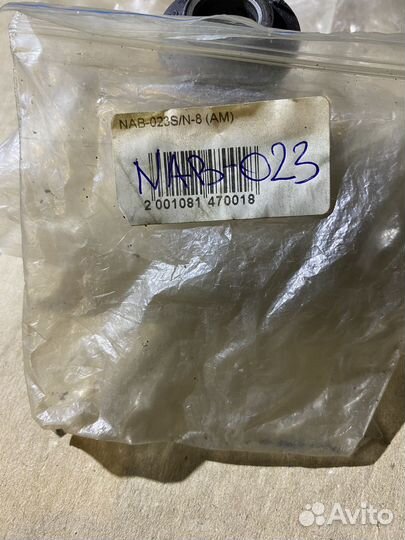 NAB-023S/N-8 (AM)
NAB-023
2 001081 470018
Avito